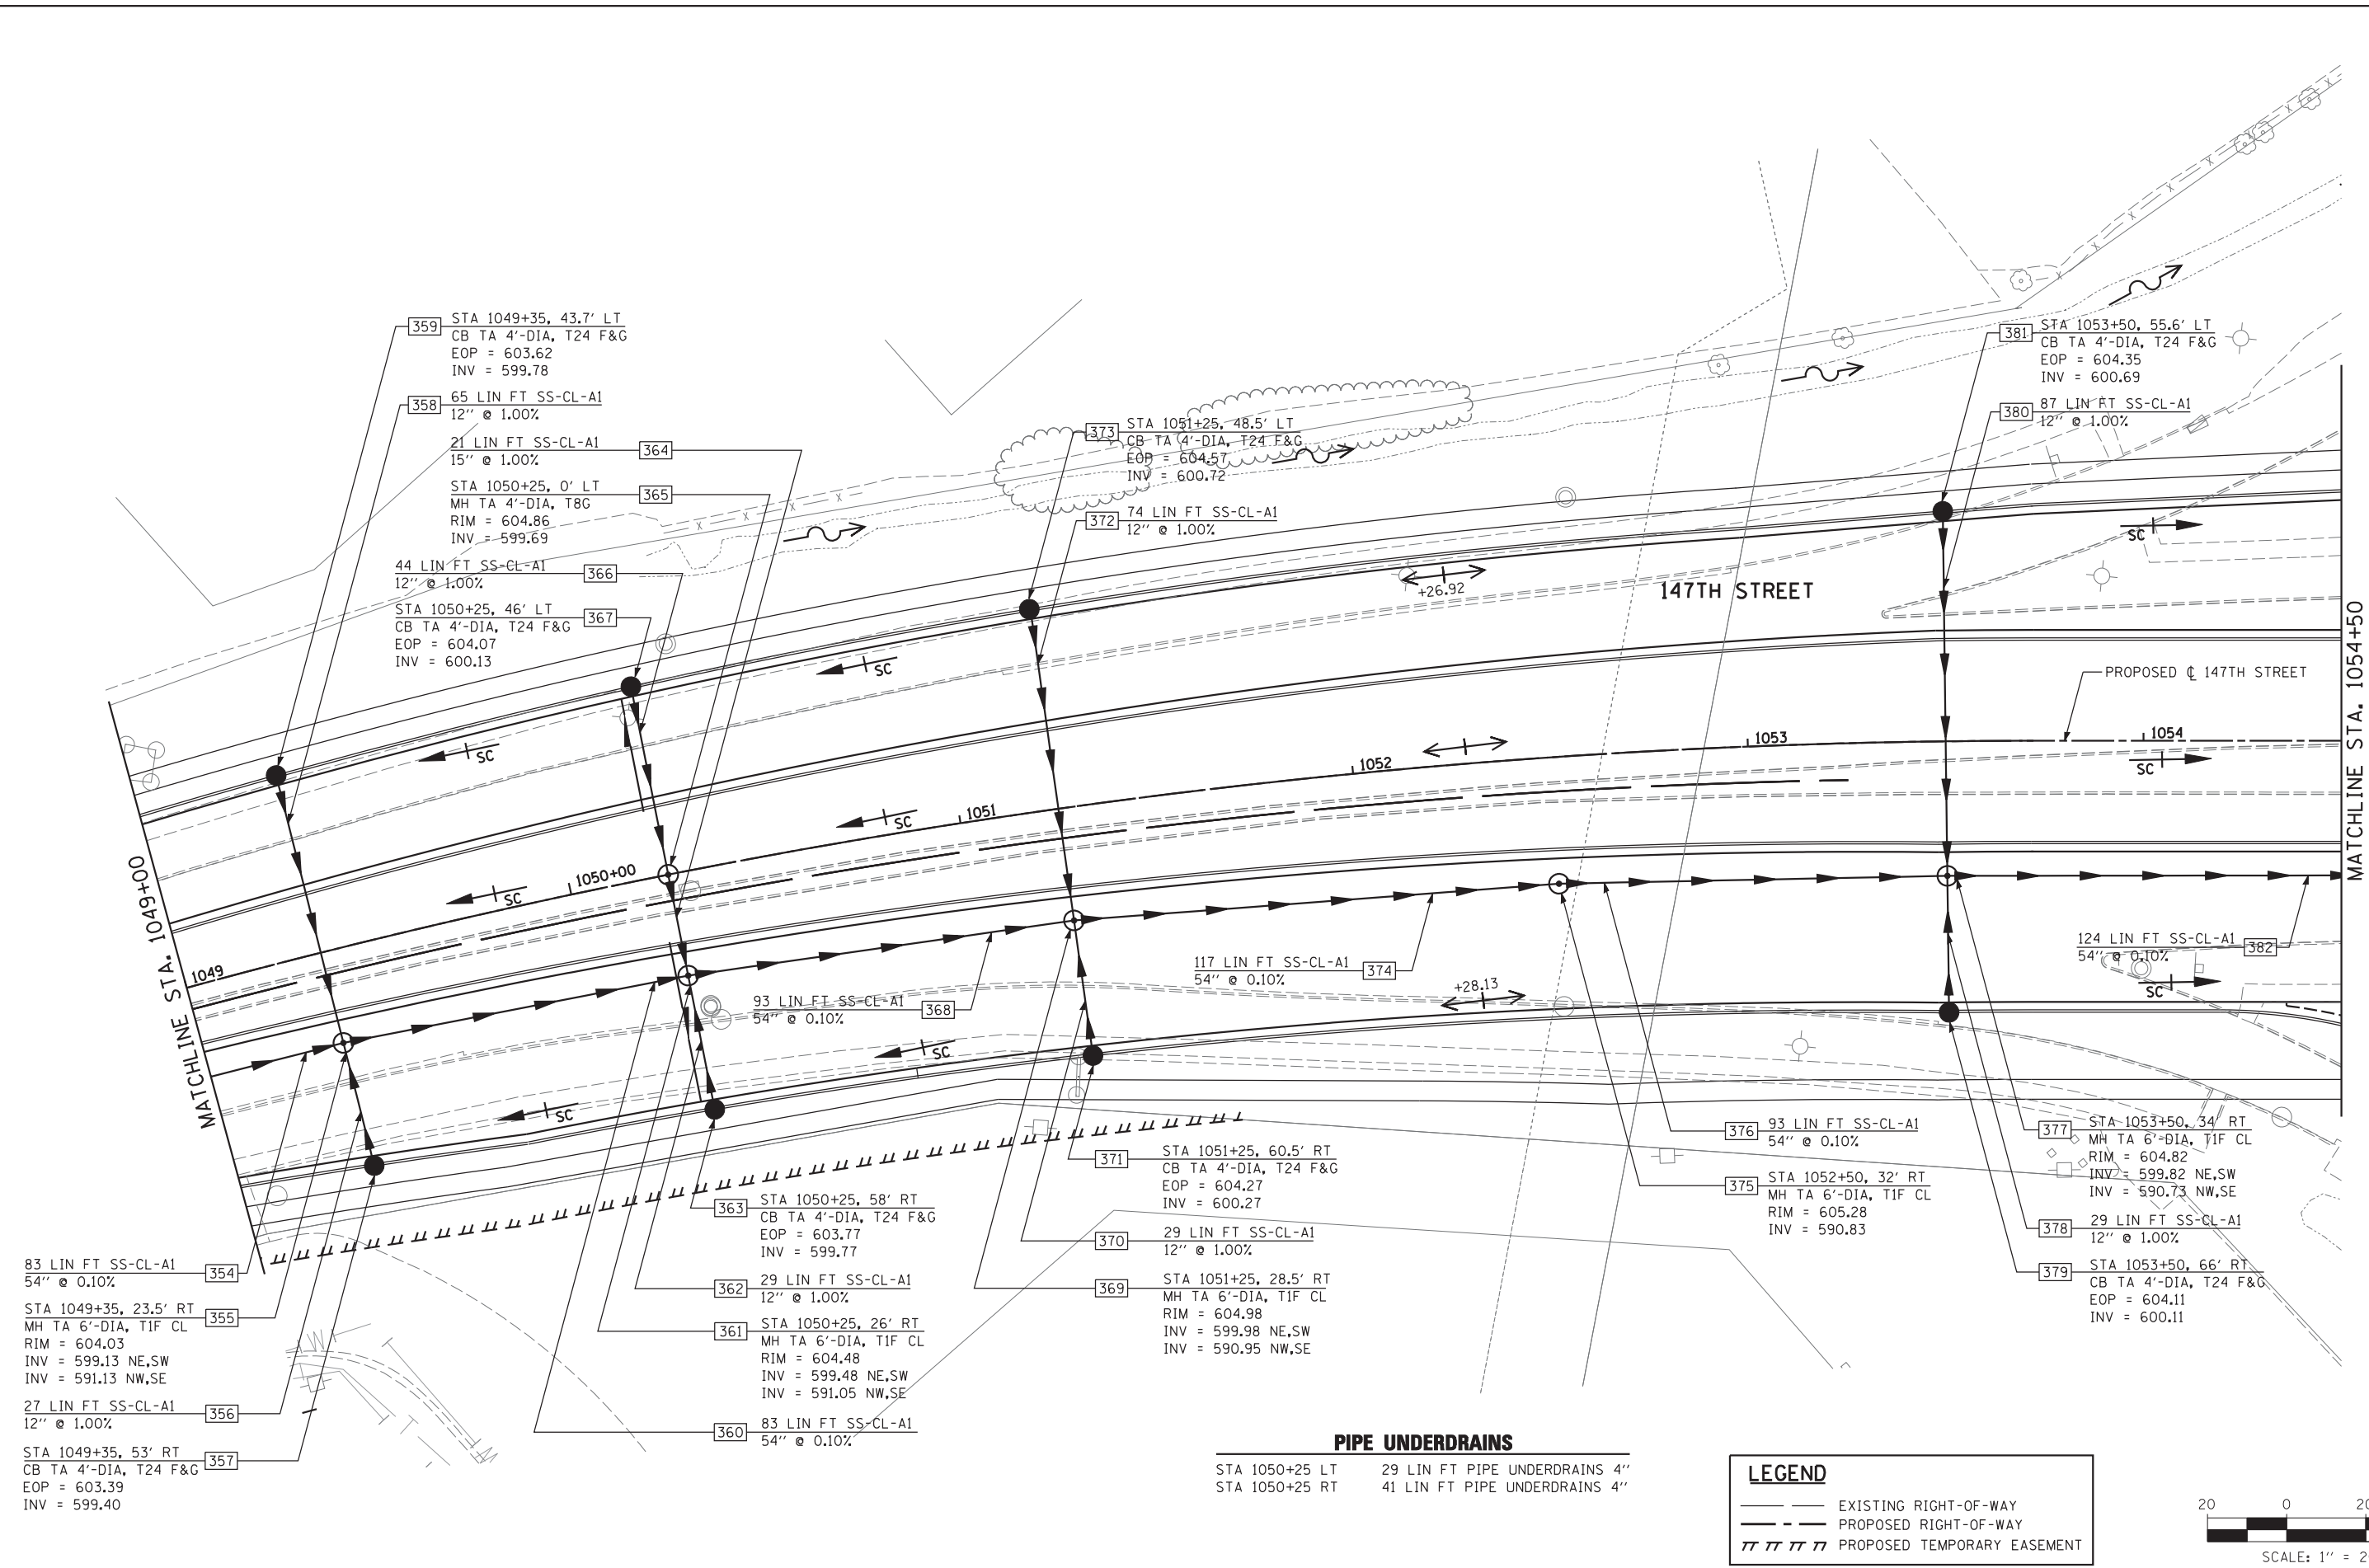 359 STA 1049+35, 43.7' LT
CB TA 4'-DIA, T24 F&G
EOP = 603.62
INV = 599.78
358 65 LIN FT SS-CL-A1
12'' @ 1.00%
21 LIN FT SS-CL-A1 364
15'' @ 1.00%
STA 1050+25, 0' LT 365
MH TA 4'-DIA, T8G
RIM = 604.86
INV = 599.69
44 LIN FT SS-CL-A1 366
12'' @ 1.00%
STA 1050+25, 46' LT 367
CB TA 4'-DIA, T24 F&G
EOP = 604.07
INV = 600.13
373 STA 1051+25, 48.5' LT
CB TA 4'-DIA, T24 F&G
EOP = 604.57
INV = 600.72
372 74 LIN FT SS-CL-A1
12'' @ 1.00%
381 STA 1053+50, 55.6' LT
CB TA 4'-DIA, T24 F&G
EOP = 604.35
INV = 600.69
380 87 LIN FT SS-CL-A1
12'' @ 1.00%
SC
+26.92
147TH STREET
SC
PROPOSED ℄ 147TH STREET
SC
1054
1053
SC
1052
1051
SC
1050+00
SC
1049
MATCHLINE STA. 1049+00
MATCHLINE STA. 1054+50
124 LIN FT SS-CL-A1 382
54'' @ 0.10%
SC
117 LIN FT SS-CL-A1 374
54'' @ 0.10%
+28.13
93 LIN FT SS-CL-A1 368
54'' @ 0.10%
SC
SC
376 93 LIN FT SS-CL-A1
54'' @ 0.10%
375 STA 1052+50, 32' RT
MH TA 6'-DIA, T1F CL
RIM = 605.28
INV = 590.83
377 STA 1053+50, 34' RT
MH TA 6'-DIA, T1F CL
RIM = 604.82
INV = 599.82 NE,SW
INV = 590.73 NW,SE
378 29 LIN FT SS-CL-A1
12'' @ 1.00%
379 STA 1053+50, 66' RT
CB TA 4'-DIA, T24 F&G
EOP = 604.11
INV = 600.11
371 STA 1051+25, 60.5' RT
CB TA 4'-DIA, T24 F&G
EOP = 604.27
INV = 600.27
370 29 LIN FT SS-CL-A1
12'' @ 1.00%
369 STA 1051+25, 28.5' RT
MH TA 6'-DIA, T1F CL
RIM = 604.98
INV = 599.98 NE,SW
INV = 590.95 NW,SE
363 STA 1050+25, 58' RT
CB TA 4'-DIA, T24 F&G
EOP = 603.77
INV = 599.77
362 29 LIN FT SS-CL-A1
12'' @ 1.00%
361 STA 1050+25, 26' RT
MH TA 6'-DIA, T1F CL
RIM = 604.48
INV = 599.48 NE,SW
INV = 591.05 NW,SE
360 83 LIN FT SS-CL-A1
54'' @ 0.10%
83 LIN FT SS-CL-A1 354
54'' @ 0.10%
STA 1049+35, 23.5' RT 355
MH TA 6'-DIA, T1F CL
RIM = 604.03
INV = 599.13 NE,SW
INV = 591.13 NW,SE
27 LIN FT SS-CL-A1 356
12'' @ 1.00%
STA 1049+35, 53' RT 357
CB TA 4'-DIA, T24 F&G
EOP = 603.39
INV = 599.40
PIPE UNDERDRAINS
STA 1050+25 LT 29 LIN FT PIPE UNDERDRAINS 4''
STA 1050+25 RT 41 LIN FT PIPE UNDERDRAINS 4''
LEGEND
EXISTING RIGHT-OF-WAY
PROPOSED RIGHT-OF-WAY
PROPOSED TEMPORARY EASEMENT
20 0
SCALE: 1'' =